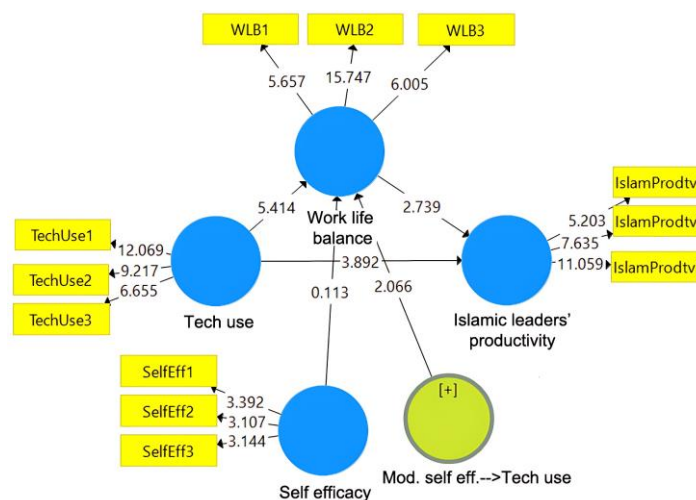 WLB1
WLB2
WLB3
5.657
15.747
6.005
Work life
balance
5.414
2.739
IslamProdtv
IslamProdtv
IslamProdtv
5.203
7.635
11.059
TechUse1
TechUse2
TechUse3
12.069
9.217
6.655
Tech use
3.892
Islamic leaders'
productivity
0.113
2.066
SelfEff1
SelfEff2
SelfEff3
3.392
3.107
3.144
Self efficacy
[+]
Mod. self eff.-->Tech use